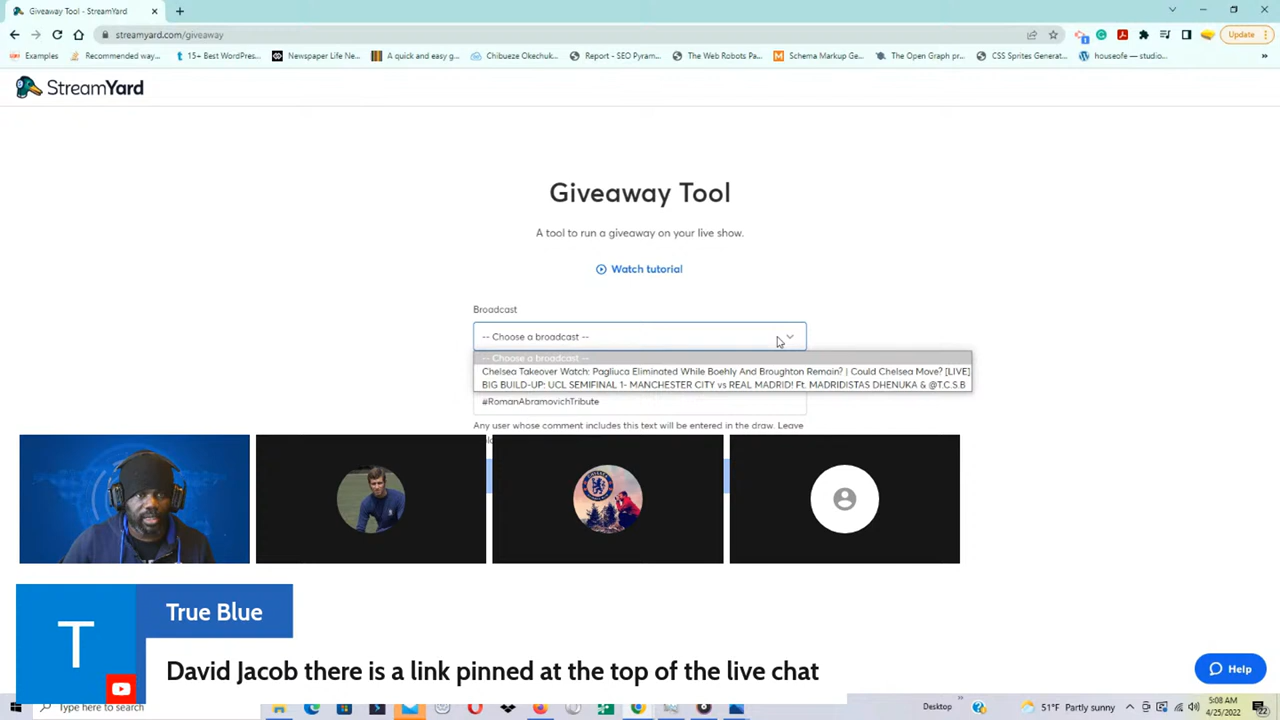 Giveaway Tool - StreamYard
streamyard.com/giveaway
Update
Examples
Recommended way...
15+ Best WordPress...
Newspaper Life Ne...
A quick and easy g...
Chibueze Okechuk...
Report - SEO Pyram...
The Web Robots Pa...
Schema Markup Ge...
The Open Graph pr...
CSS Sprites Generat...
houseofe — studio...
StreamYard
Giveaway Tool
A tool to run a giveaway on your live show.
Watch tutorial
Broadcast
-- Choose a broadcast --
-- Choose a broadcast --
Chelsea Takeover Watch: Pagliuca Eliminated While Boehly And Broughton Remain? | Could Chelsea Move? [LIVE]
BIG BUILD-UP: UCL SEMIFINAL 1- MANCHESTER CITY vs REAL MADRID! Ft. MADRIDISTAS DHENUKA & @T.C.S.B
#RomanAbramovichTribute
Any user whose comment includes this text will be entered in the draw. Leave
True Blue
T
David Jacob there is a link pinned at the top of the live chat
Help
Type here to search
Desktop
51°F Partly sunny
5:08 AM
4/25/2022
22